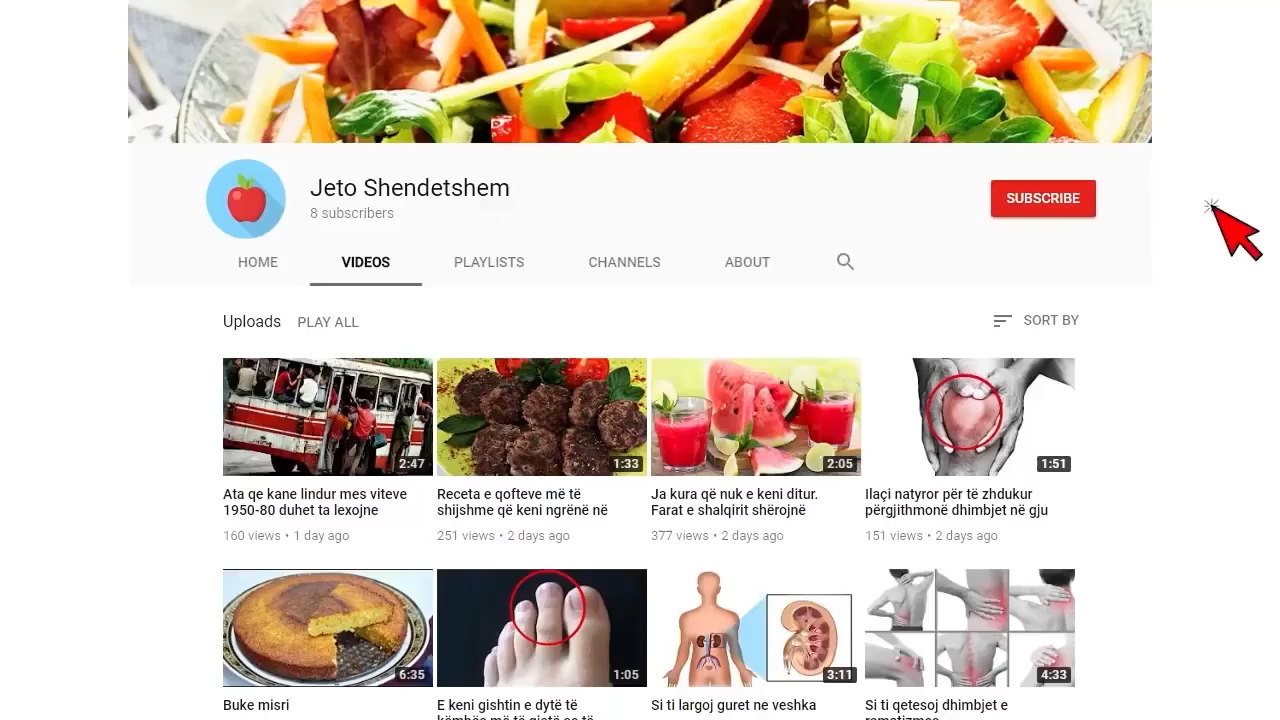 Jeto Shendetshem
8 subscribers
SUBSCRIBE
HOME VIDEOS PLAYLISTS CHANNELS ABOUT
Uploads PLAY ALL SORT BY
2:47 1:33 2:05 1:51
Ata qe kane lindur mes viteve
1950-80 duhet ta lexojne
160 views • 1 day ago
Receta e qofteve më të
shijshme që keni ngrënë në
251 views • 2 days ago
Ja kura që nuk e keni ditur.
Farat e shalqirit shërojnë
377 views • 2 days ago
Ilaçi natyror për të zhdukur
përgjithmonë dhimbjet në gju
151 views • 2 days ago
6:35 1:05 3:11 4:33
Buke misri
E keni gishtin e dytë të
Si ti largoj guret ne veshka
Si ti qetesoj dhimbjet e